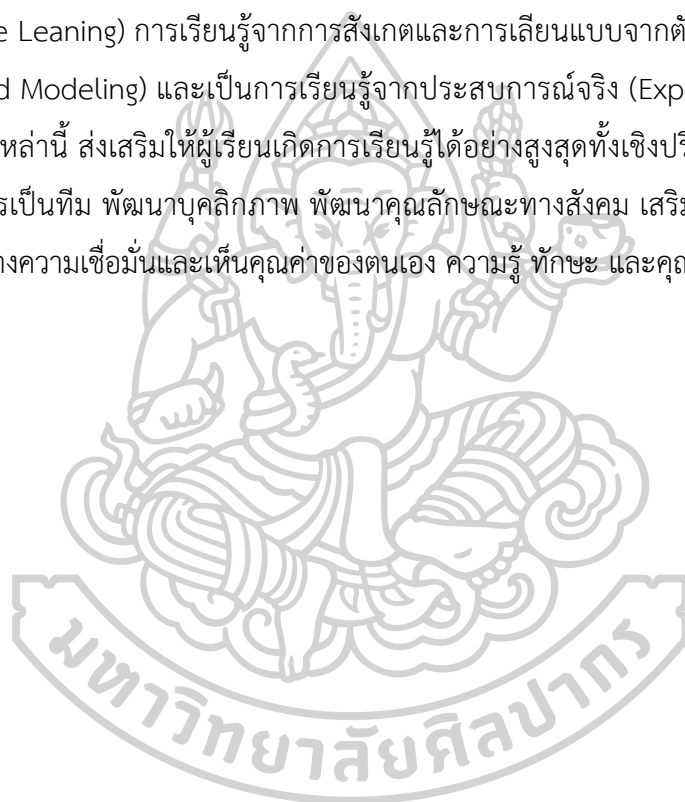 e Leaning) การเรียนรู้จากการสังเกตและการเลียนแบบจากตั
d Modeling) และเป็นการเรียนรู้จากประสบการณ์จริง (Exp
หล่านี้ ส่งเสริมให้ผู้เรียนเกิดการเรียนรู้ได้อย่างสูงสุดทั้งเชิงปริ
รเป็นทีม พัฒนาบุคลิกภาพ พัฒนาคุณลักษณะทางสังคม เสริม
างความเชื่อมั่นและเห็นคุณค่าของตนเอง ความรู้ ทักษะ และคุณ
มหาวิทยาลัยศิลปากร